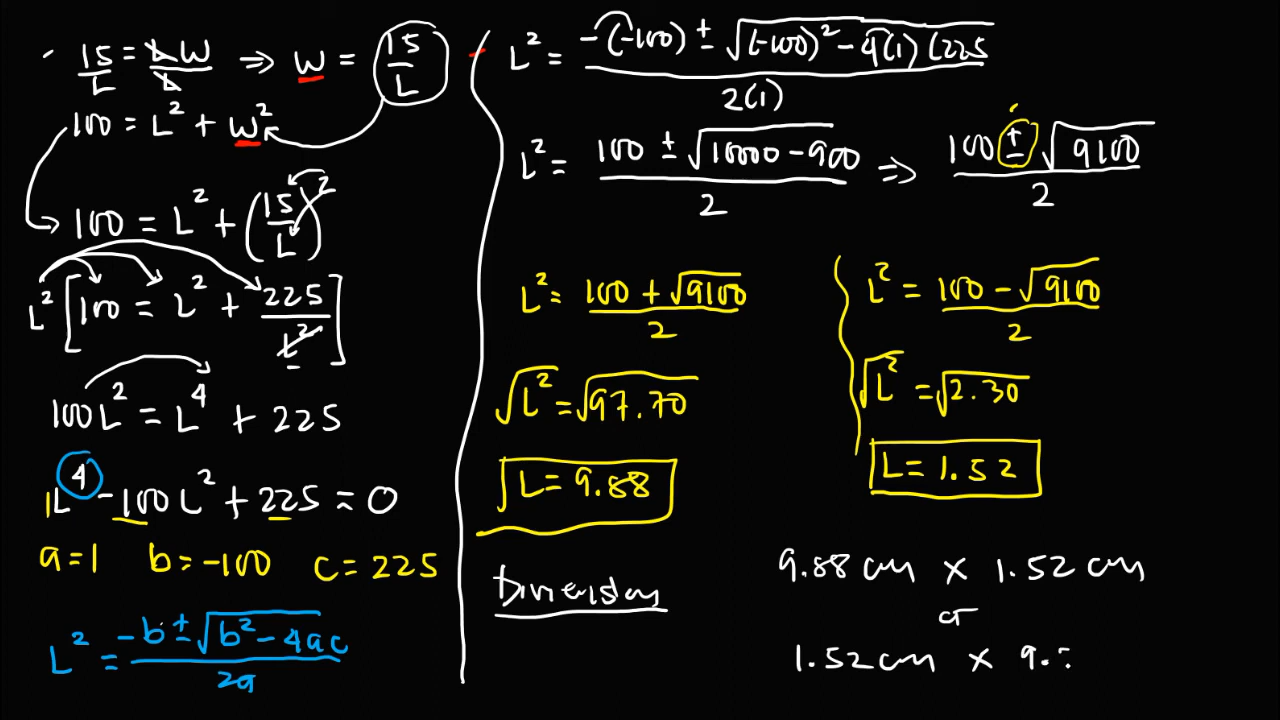 15/L = LW/L ⇒ w = 15/L
100 = L² + w²
100 = L² + (15/L)²
L² [100 = L² + 225/L²]
100L² = L⁴ + 225
1L⁴ - 100L² + 225 = 0
a=1 b=-100 c=225
L² = -b ± √b² - 4ac / 2a
L² = -(-100) ± √(-100)² - 4(1)(225 / 2(1)
L² = 100 ± √10000 - 900 / 2 ⇒ 100 ± √9100 / 2
L² = 100 + √9100 / 2
√L² = √97.70
L = 9.88
L² = 100 - √9100 / 2
√L² = √2.30
L = 1.52
Dimension
9.88 cm x 1.52 cm
or
1.52 cm x 9.